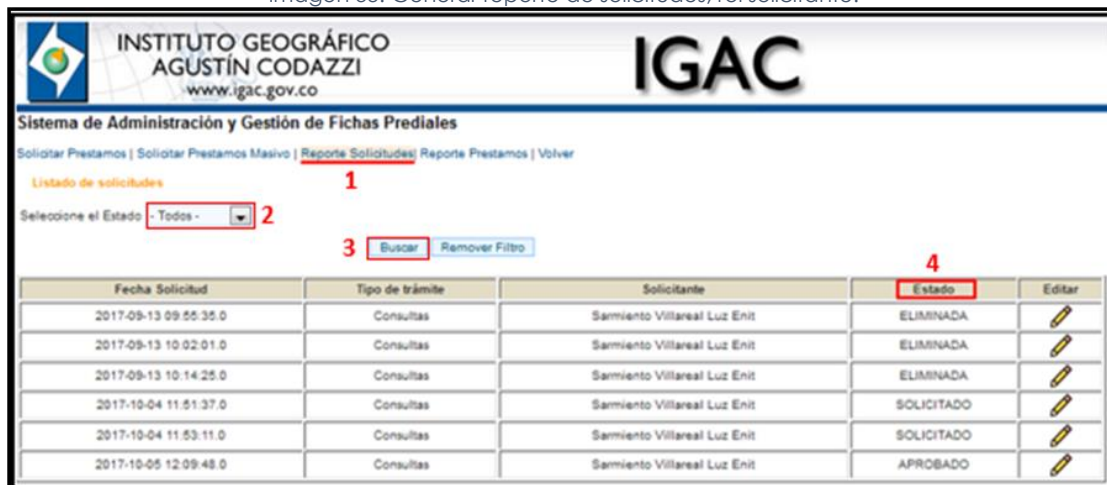 Imagen 33. Generar reporte de solicitudes, rol solicitante.
INSTITUTO GEOGRÁFICO
AGUSTÍN CODAZZI
www.igac.gov.co
IGAC
Sistema de Administración y Gestión de Fichas Prediales
Solicitar Prestamos | Solicitar Prestamos Masivo | Reporte Solicitudes| Reporte Prestamos | Volver
1
Listado de solicitudes
Seleccione el Estado - Todos - 2
3 Buscar Remover Filtro
4
Fecha Solicitud Tipo de trámite Solicitante Estado Editar
2017-09-13 09:55:35.0 Consultas Sarmiento Villareal Luz Enit ELIMINADA
2017-09-13 10:02:01.0 Consultas Sarmiento Villareal Luz Enit ELIMINADA
2017-09-13 10:14:25.0 Consultas Sarmiento Villareal Luz Enit ELIMINADA
2017-10-04 11:51:37.0 Consultas Sarmiento Villareal Luz Enit SOLICITADO
2017-10-04 11:53:11.0 Consultas Sarmiento Villareal Luz Enit SOLICITADO
2017-10-05 12:09:48.0 Consultas Sarmiento Villareal Luz Enit APROBADO